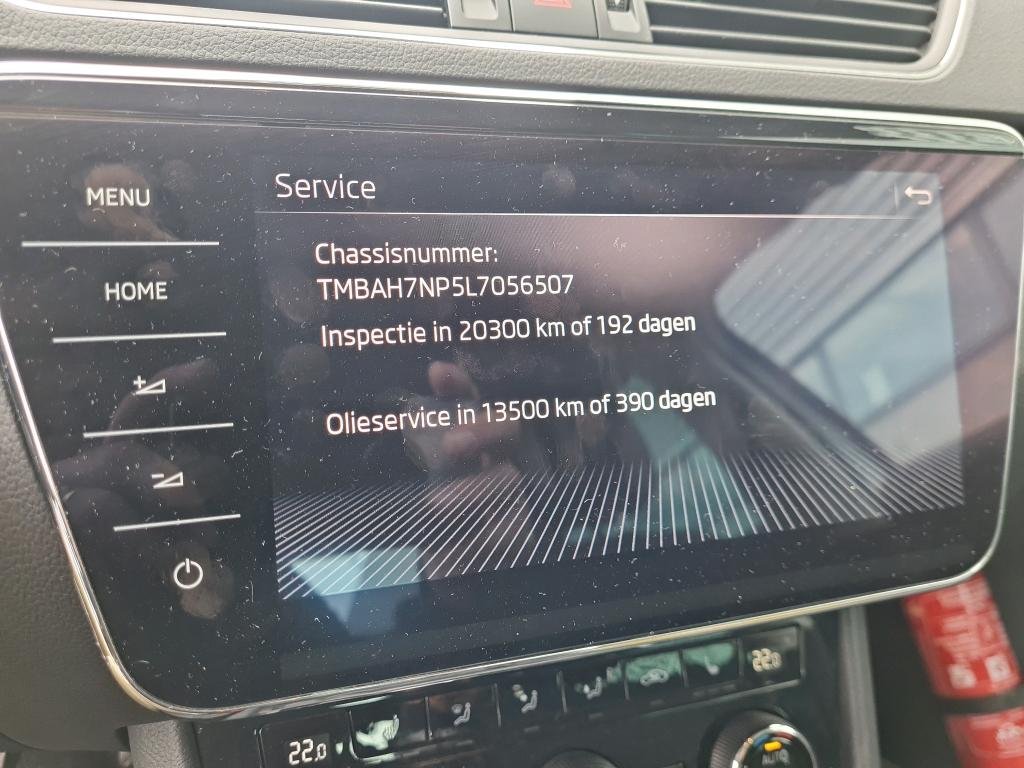 MENU
Service
HOME
Chassisnummer:
TMBAH7NP5L7056507
Inspectie in 20300 km of 192 dagen
Olieservice in 13500 km of 390 dagen
22.0
22.0
AUTO